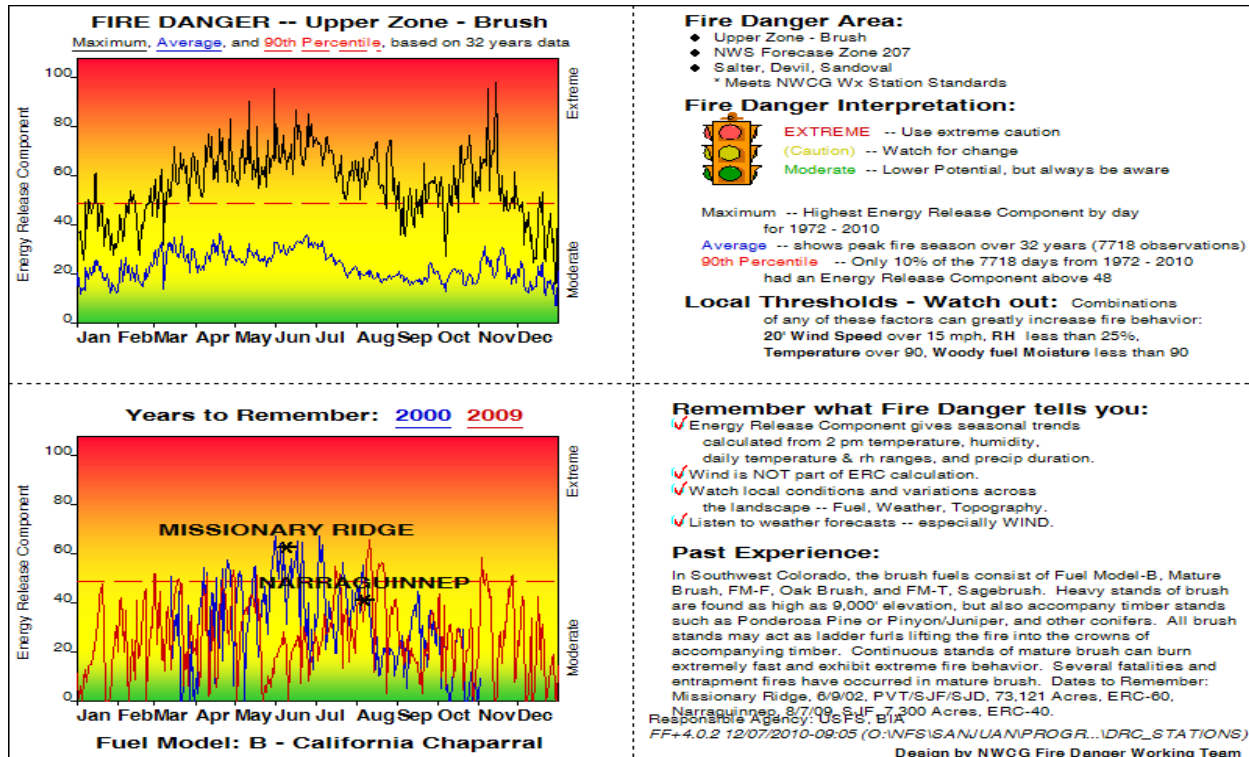 FIRE DANGER -- Upper Zone - Brush
Maximum, Average, and 90th Percentile, based on 32 years data
Energy Release Component
100
80
60
40
20
0
Extreme
Moderate
Jan Feb Mar Apr May Jun Jul Aug Sep Oct Nov Dec
Fire Danger Area:
Upper Zone - Brush
NWS Forecase Zone 207
Salter, Devil, Sandoval
* Meets NWCG Wx Station Standards
Fire Danger Interpretation:
EXTREME -- Use extreme caution
(Caution) -- Watch for change
Moderate -- Lower Potential, but always be aware
Maximum -- Highest Energy Release Component by day
for 1972 - 2010
Average -- shows peak fire season over 32 years (7718 observations)
90th Percentile -- Only 10% of the 7718 days from 1972 - 2010
had an Energy Release Component above 48
Local Thresholds - Watch out: Combinations
of any of these factors can greatly increase fire behavior:
20' Wind Speed over 15 mph, RH less than 25%,
Temperature over 90, Woody fuel Moisture less than 90
Years to Remember: 2000 2009
Energy Release Component
100
80
60
40
20
0
Extreme
Moderate
MISSIONARY RIDGE
NARRAGUINNEP
Jan Feb Mar Apr May Jun Jul Aug Sep Oct Nov Dec
Fuel Model: B - California Chaparral
Remember what Fire Danger tells you:
Energy Release Component gives seasonal trends
calculated from 2 pm temperature, humidity,
daily temperature & rh ranges, and precip duration.
Wind is NOT part of ERC calculation.
Watch local conditions and variations across
the landscape -- Fuel, Weather, Topography.
Listen to weather forecasts -- especially WIND.
Past Experience:
In Southwest Colorado, the brush fuels consist of Fuel Model-B, Mature
Brush, FM-F, Oak Brush, and FM-T, Sagebrush. Heavy stands of brush
are found as high as 9,000' elevation, but also accompany timber stands
such as Ponderosa Pine or Pinyon/Juniper, and other conifers. All brush
stands may act as ladder furls lifting the fire into the crowns of
accompanying timber. Continuous stands of mature brush can burn
extremely fast and exhibit extreme fire behavior. Several fatalities and
entrapment fires have occurred in mature brush. Dates to Remember:
Missionary Ridge, 6/9/02, PVT/SJF/SJD, 73,121 Acres, ERC-60,
Narraguinnep, 8/7/09, SJF, 7,300 Acres, ERC-40.
Responsible Agency: USFS, BIA
FF+4.0.2 12/07/2010-09:05 (O:\NFS\SANJUAN\PROGR...\DRC_STATIONS)
Design by NWCG Fire Danger Working Team